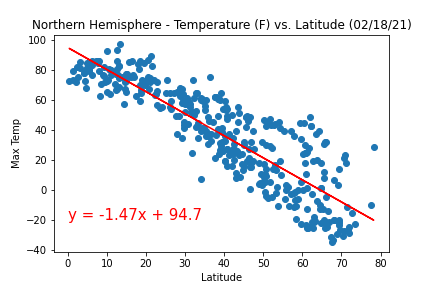 Northern Hemisphere - Temperature (F) vs. Latitude (02/18/21)
100
80
60
40
20
0
−20
−40
Max Temp
y = -1.47x + 94.7
0 10 20 30 40 50 60 70 80
Latitude